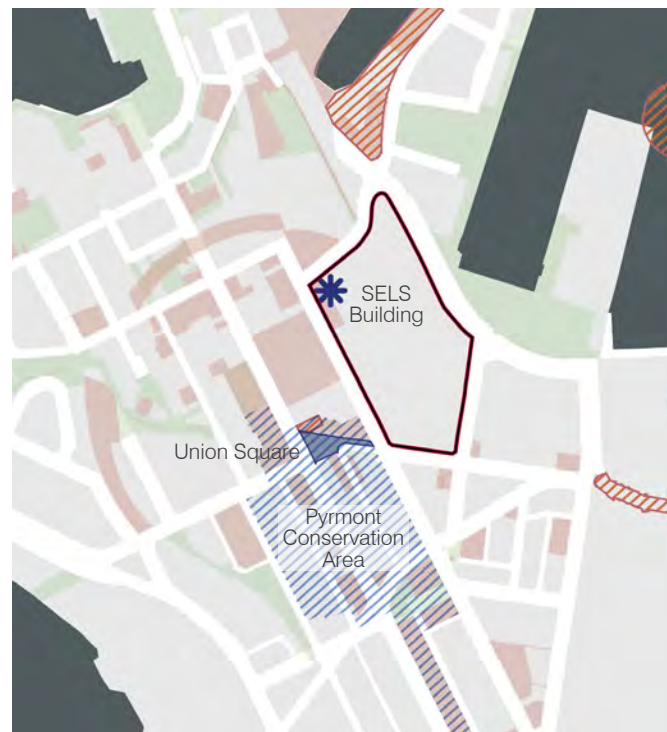 SELS
Building
Union Square
Pyrmont
Conservation
Area